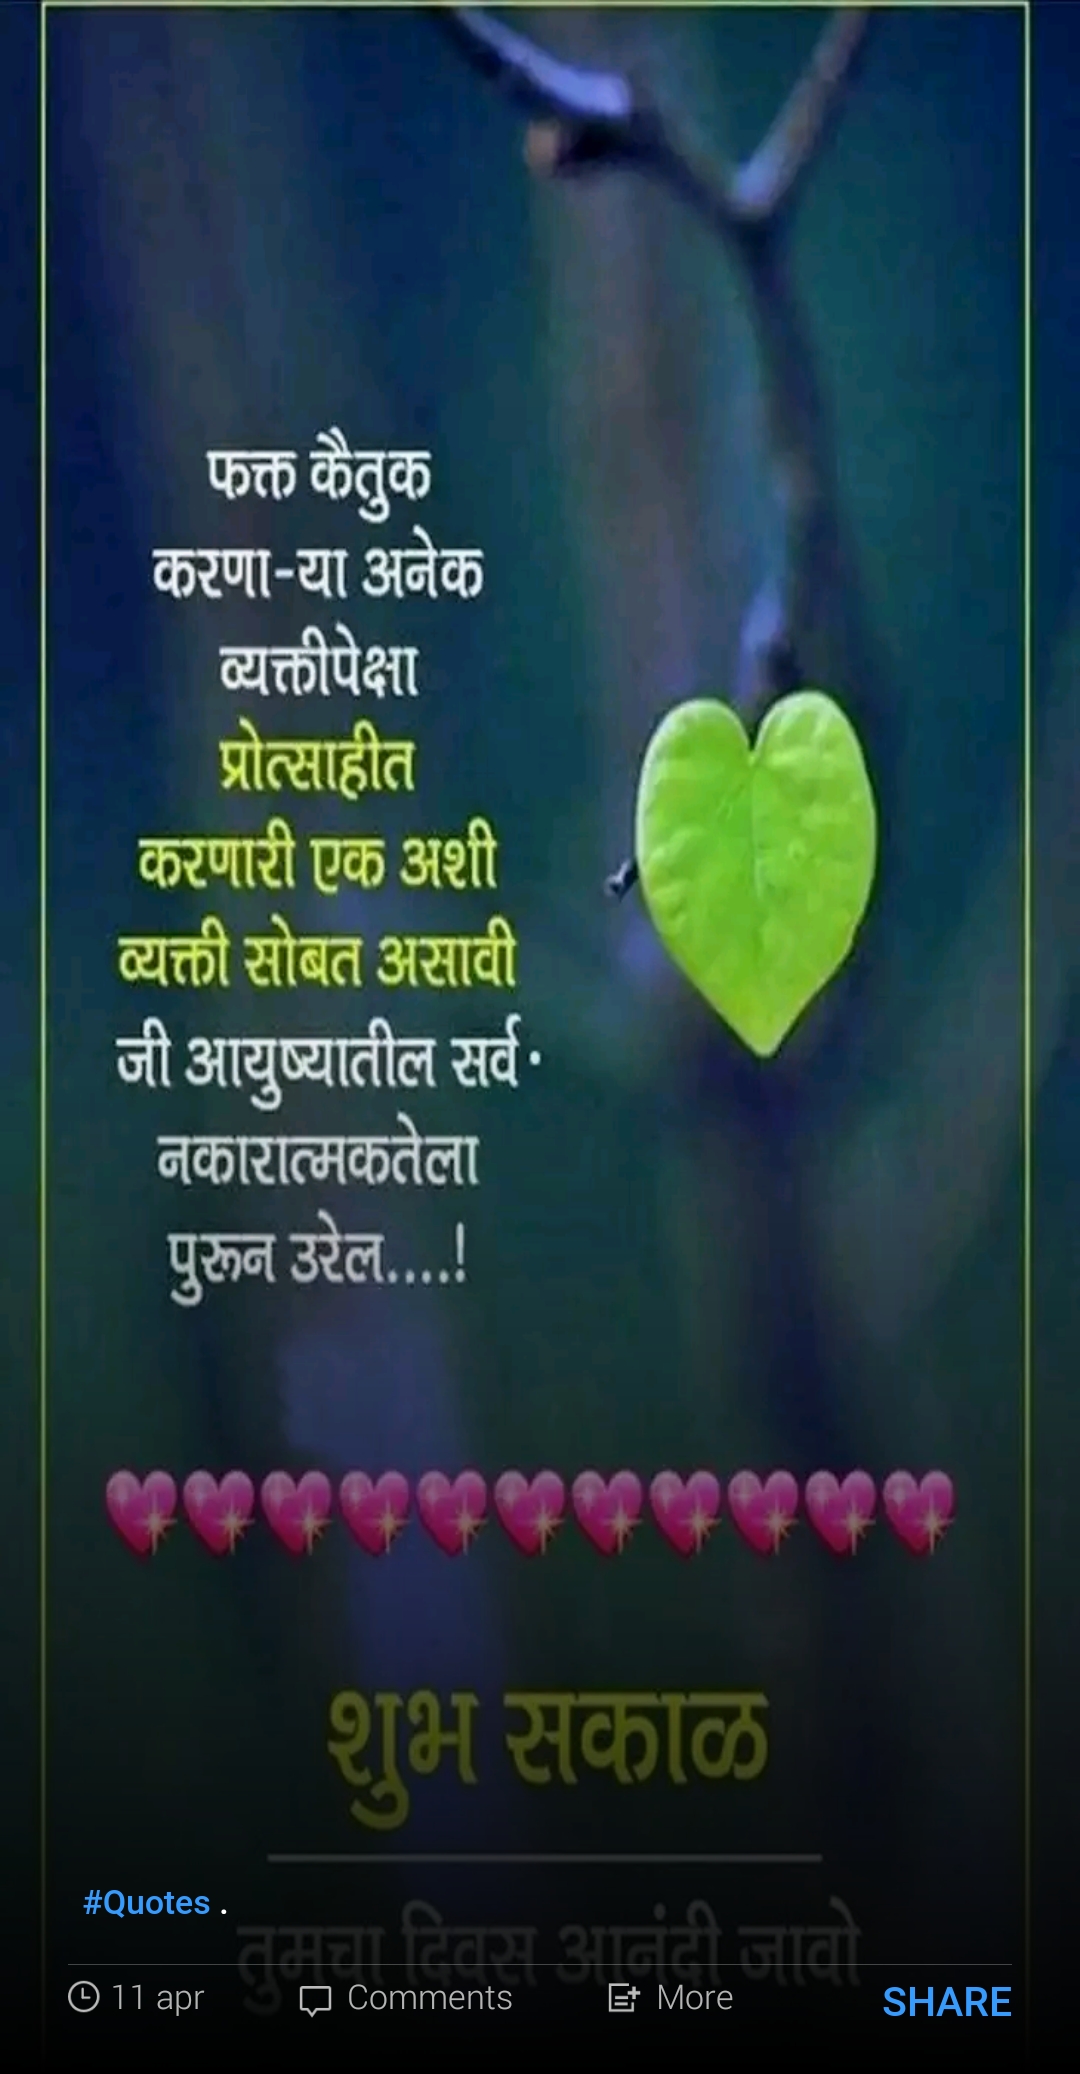 फक्त कैतुक
करणा-या अनेक
व्यक्तीपेक्षा
प्रोत्साहीत
करणारी एक अशी
व्यक्ती सोबत असावी
जी आयुष्यातील सर्व
नकारात्मकतेला
पुरून उरेल....!
शुभ सकाळ
#Quotes .
तुमचा दिवस आनंदी जावो
11 apr Comments More SHARE